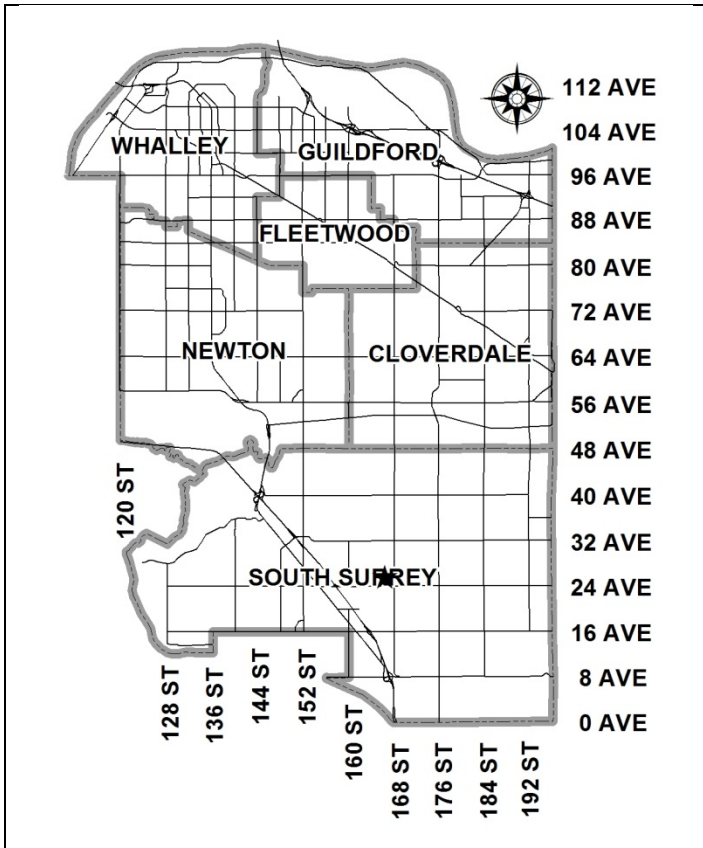 112 AVE
104 AVE
WHALLEY
GUILDFORD
96 AVE
88 AVE
FLEETWOOD
80 AVE
72 AVE
NEWTON
CLOVERDALE
64 AVE
56 AVE
48 AVE
120 ST
40 AVE
32 AVE
SOUTH SURREY
24 AVE
16 AVE
128 ST
136 ST
144 ST
152 ST
8 AVE
160 ST
0 AVE
168 ST
176 ST
184 ST
192 ST